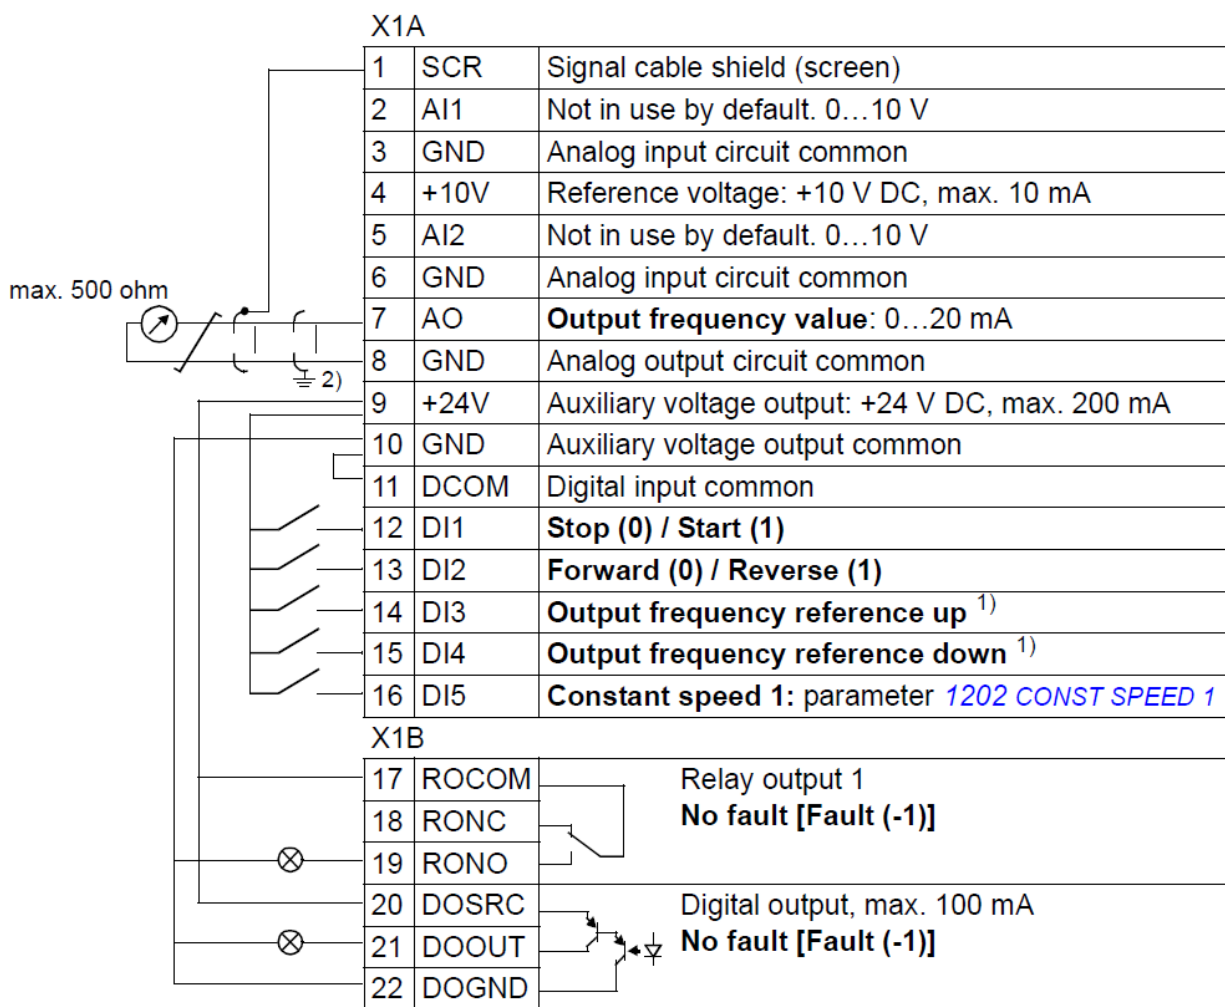 X1A
1 SCR Signal cable shield (screen)
2 AI1 Not in use by default. 0…10 V
3 GND Analog input circuit common
4 +10V Reference voltage: +10 V DC, max. 10 mA
5 AI2 Not in use by default. 0…10 V
6 GND Analog input circuit common
max. 500 ohm
7 AO Output frequency value: 0…20 mA
8 GND Analog output circuit common
2)
9 +24V Auxiliary voltage output: +24 V DC, max. 200 mA
10 GND Auxiliary voltage output common
11 DCOM Digital input common
12 DI1 Stop (0) / Start (1)
13 DI2 Forward (0) / Reverse (1)
14 DI3 Output frequency reference up 1)
15 DI4 Output frequency reference down 1)
16 DI5 Constant speed 1: parameter 1202 CONST SPEED 1
X1B
17 ROCOM Relay output 1
18 RONC No fault [Fault (-1)]
19 RONO
20 DOSRC Digital output, max. 100 mA
21 DOOUT No fault [Fault (-1)]
22 DOGND